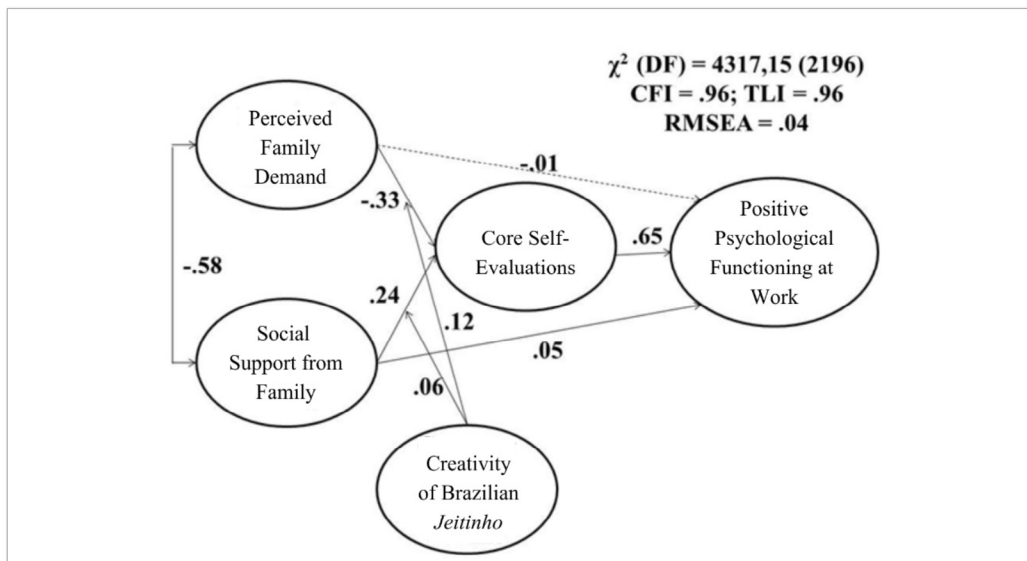 χ² (DF) = 4317,15 (2196)
CFI = .96; TLI = .96
RMSEA = .04
Perceived
Family
Demand
-.01
-.33
Core Self-
Evaluations
.65
Positive
Psychological
Functioning at
Work
-.58
.24
.12
Social
Support from
Family
.05
.06
Creativity
of Brazilian
Jeitinho